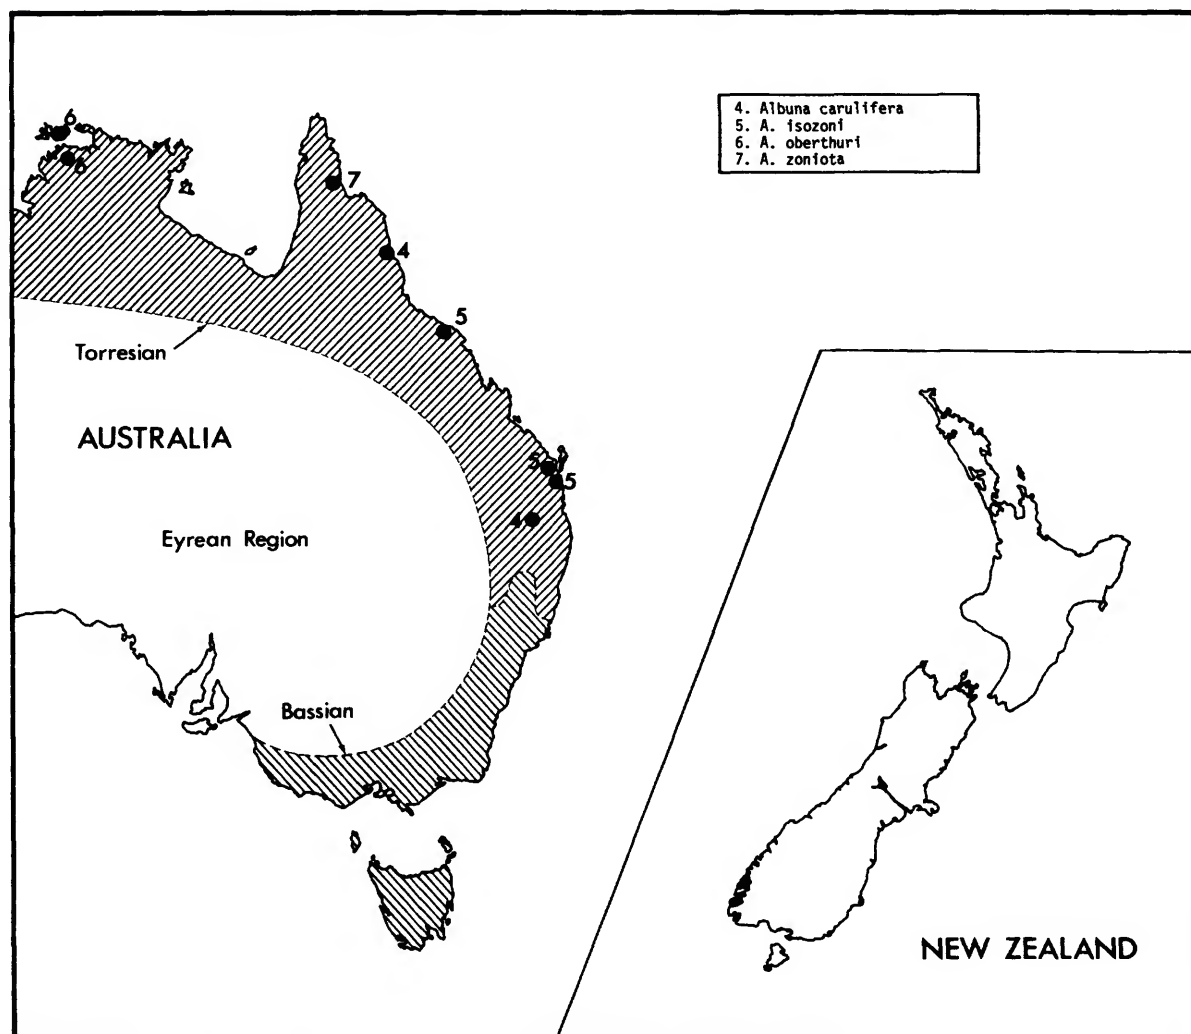 4. Albuna carulifera
5. A. isozoni
6. A. oberthuri
7. A. zoniota
6
6
7
4
5
Torresian
AUSTRALIA
5
5
4
Eyrean Region
Bassian
NEW ZEALAND